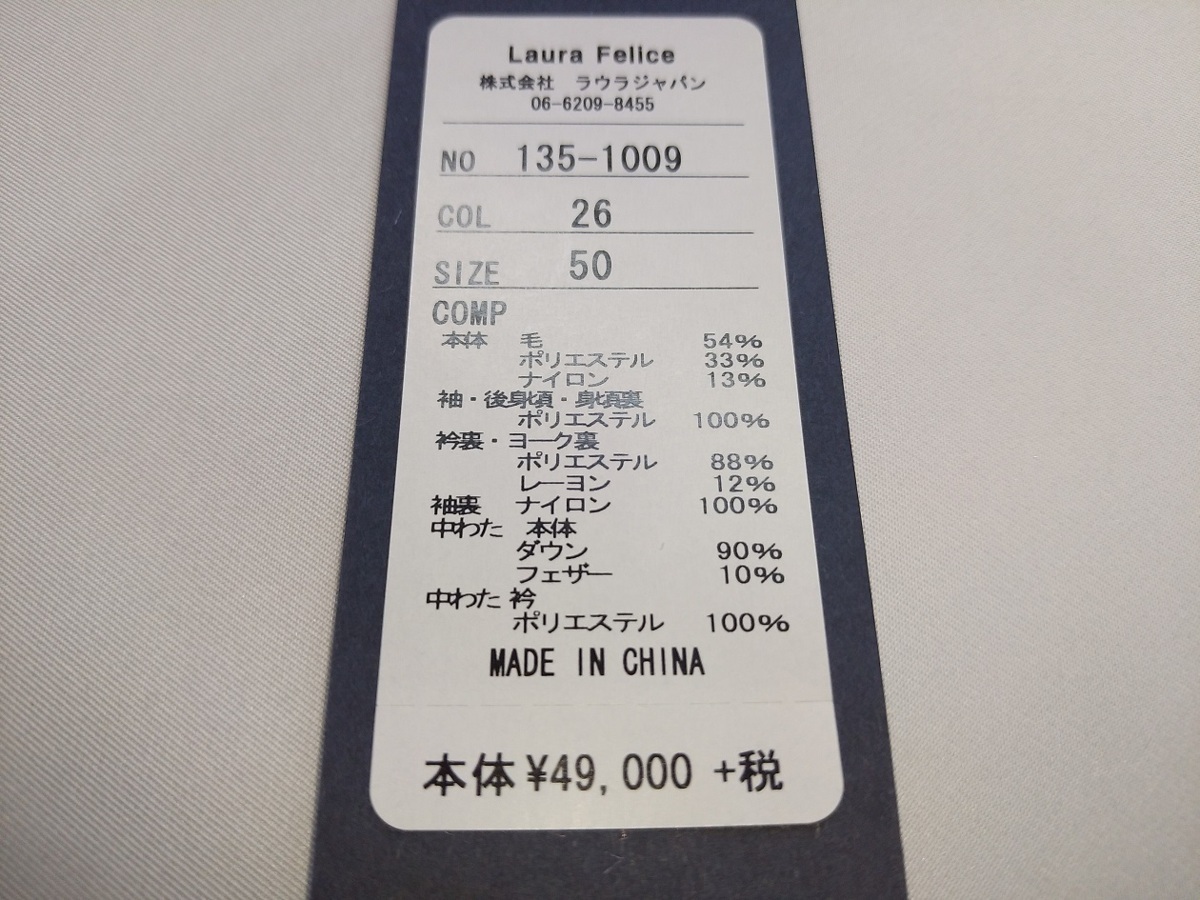 Laura Felice
株式会社　ラウラジャパン
06-6209-8455
NO 135-1009
COL 26
SIZE 50
COMP
本体 毛 54%
ポリエステル 33%
ナイロン 13%
袖・後身頃・身頃裏
ポリエステル 100%
衿裏・ヨーク裏
ポリエステル 88%
レーヨン 12%
袖裏 ナイロン 100%
中わた 本体
ダウン 90%
フェザー 10%
中わた 衿
ポリエステル 100%
MADE IN CHINA
本体 ¥49,000 +税